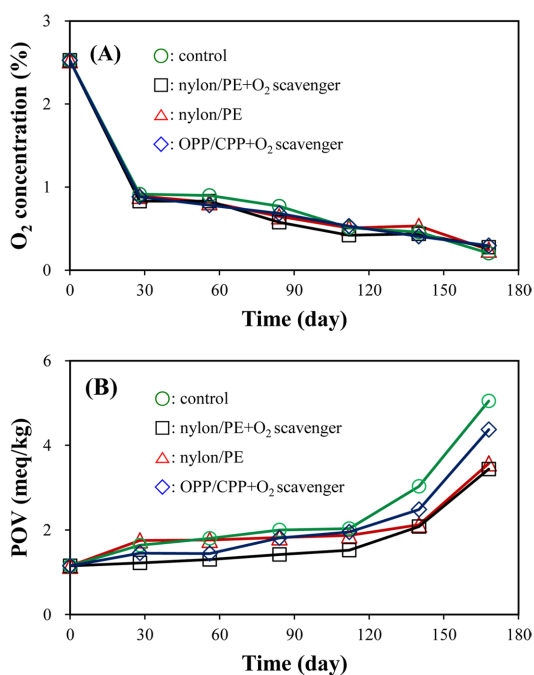 3
(A)
: control
: nylon/PE+O₂ scavenger
: nylon/PE
: OPP/CPP+O₂ scavenger
2
1
0
O₂ concentration (%)
0 30 60 90 120 150 180
Time (day)
6
(B)
: control
: nylon/PE+O₂ scavenger
: nylon/PE
: OPP/CPP+O₂ scavenger
4
2
0
POV (meq/kg)
0 30 60 90 120 150 180
Time (day)